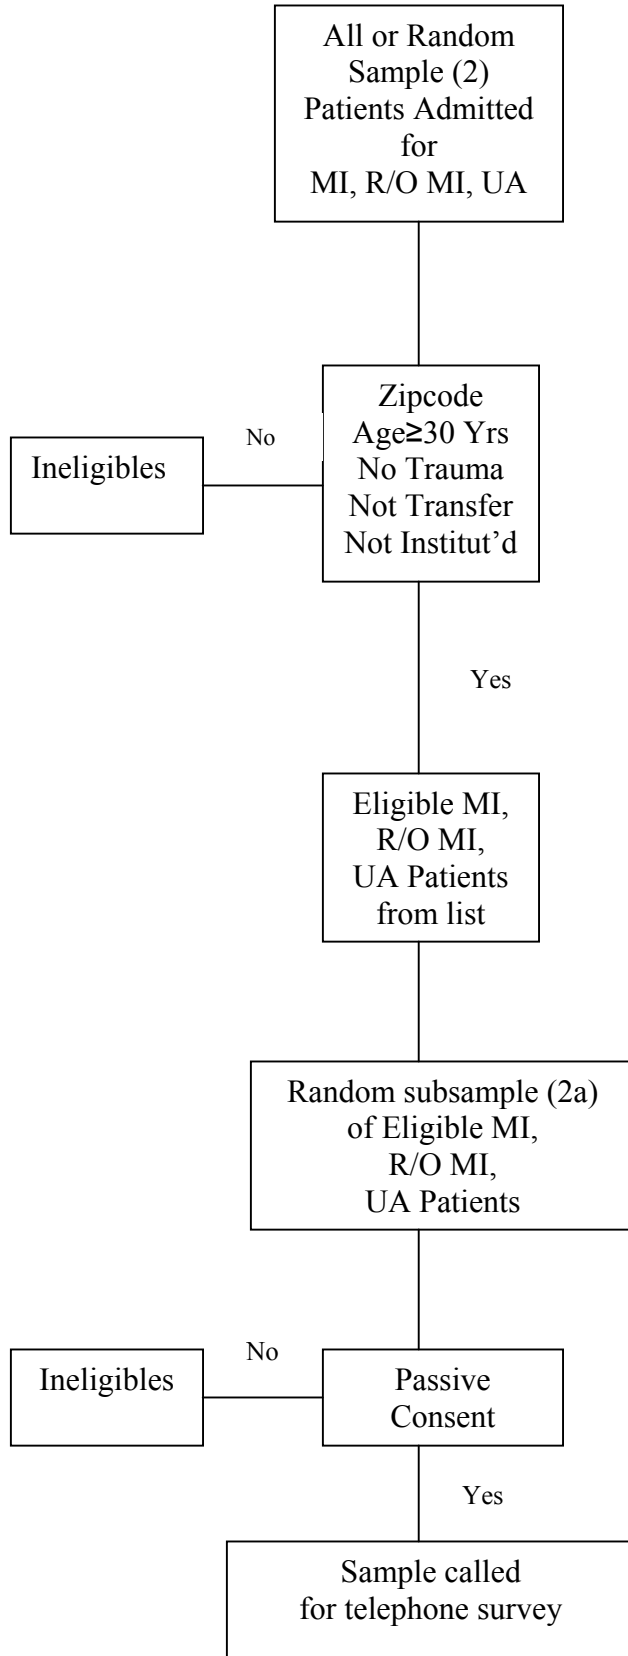 All or Random
Sample (2)
Patients Admitted
for
MI, R/O MI, UA
Zipcode
Age≥30 Yrs
No Trauma
Not Transfer
Not Institut’d
No
Ineligibles
Yes
Eligible MI,
R/O MI,
UA Patients
from list
Random subsample (2a)
of Eligible MI,
R/O MI,
UA Patients
No
Ineligibles
Passive
Consent
Yes
Sample called
for telephone survey